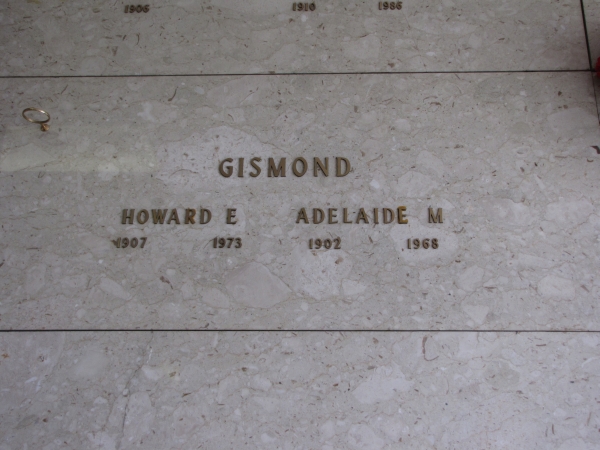 1906 1910 1986
GISMOND
HOWARD E ADELAIDE M
1907 1973 1902 1968